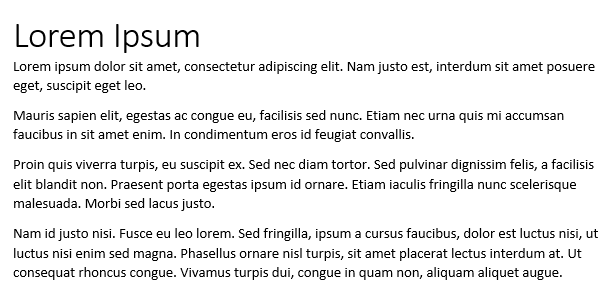 Lorem Ipsum
Lorem ipsum dolor sit amet, consectetur adipiscing elit. Nam justo est, interdum sit amet posuere
eget, suscipit eget leo.
Mauris sapien elit, egestas ac congue eu, facilisis sed nunc. Etiam nec urna quis mi accumsan
faucibus in sit amet enim. In condimentum eros id feugiat convallis.
Proin quis viverra turpis, eu suscipit ex. Sed nec diam tortor. Sed pulvinar dignissim felis, a facilisis
elit blandit non. Praesent porta egestas ipsum id ornare. Etiam iaculis fringilla nunc scelerisque
malesuada. Morbi sed lacus justo.
Nam id justo nisi. Fusce eu leo lorem. Sed fringilla, ipsum a cursus faucibus, dolor est luctus nisi, ut
luctus nisi enim sed magna. Phasellus ornare nisl turpis, sit amet placerat lectus interdum at. Ut
consequat rhoncus congue. Vivamus turpis dui, congue in quam non, aliquam aliquet augue.